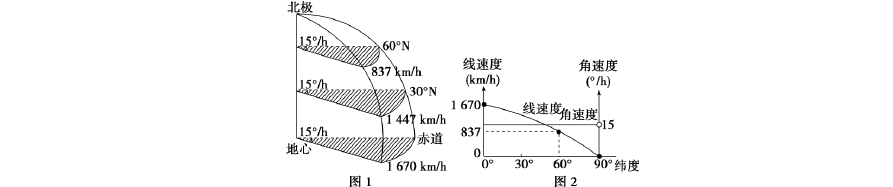 北极
15°/h
60°N
837 km/h
15°/h
30°N
1 447 km/h
15°/h
赤道
地心
1 670 km/h
图 1
线速度
(km/h)
角速度
(°/h)
1 670
线速度
角速度
15
837
0
0°
30°
60°
90°
纬度
图 2